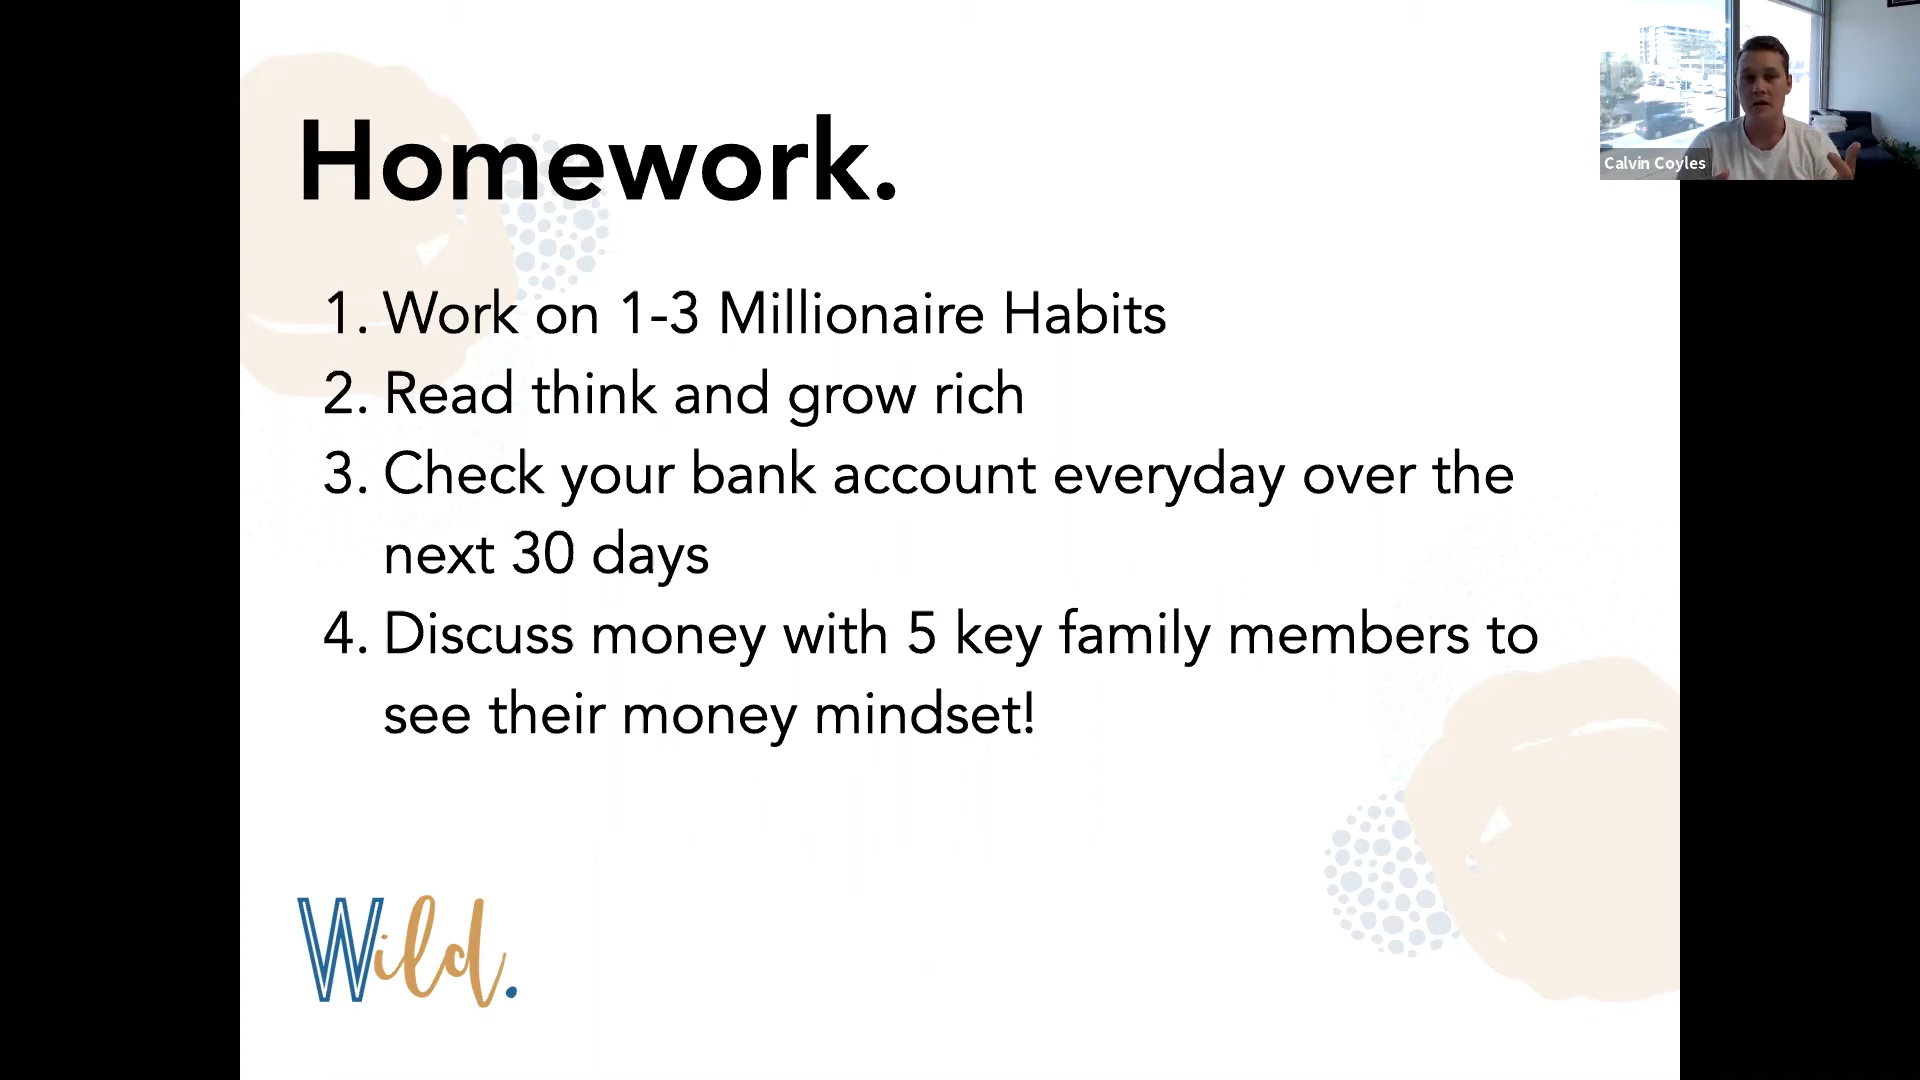 Calvin Coyles
Homework.
1. Work on 1-3 Millionaire Habits
2. Read think and grow rich
3. Check your bank account everyday over the
next 30 days
4. Discuss money with 5 key family members to
see their money mindset!
Wild.